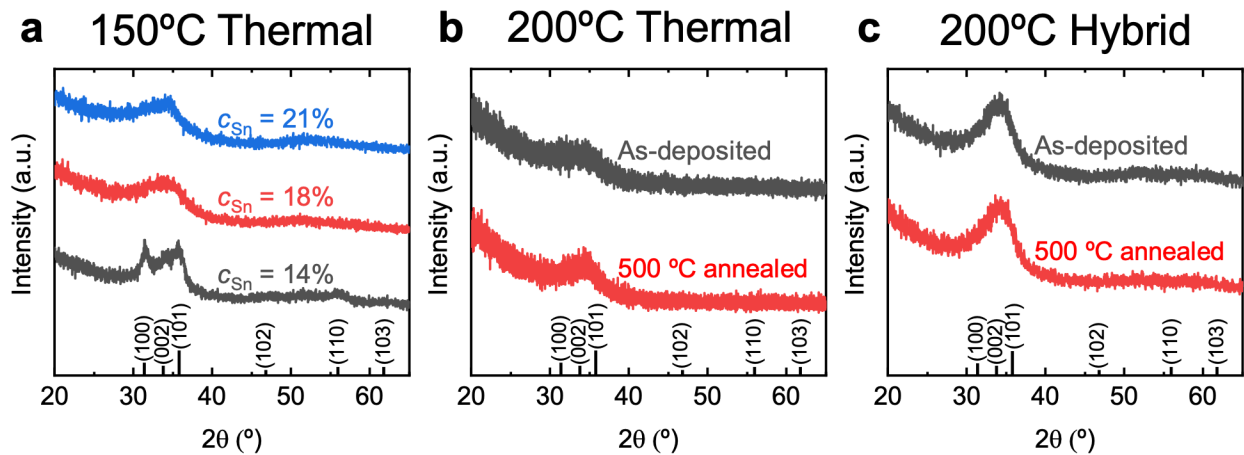 a 150ºC Thermal
Intensity (a.u.)
cSn = 21%
cSn = 18%
cSn = 14%
(100)
(002)
(101)
(102)
(110)
(103)
20 30 40 50 60
2θ (º)
b 200ºC Thermal
Intensity (a.u.)
As-deposited
500 ºC annealed
(100)
(002)
(101)
(102)
(110)
(103)
20 30 40 50 60
2θ (º)
c 200ºC Hybrid
Intensity (a.u.)
As-deposited
500 ºC annealed
(100)
(002)
(101)
(102)
(110)
(103)
20 30 40 50 60
2θ (º)